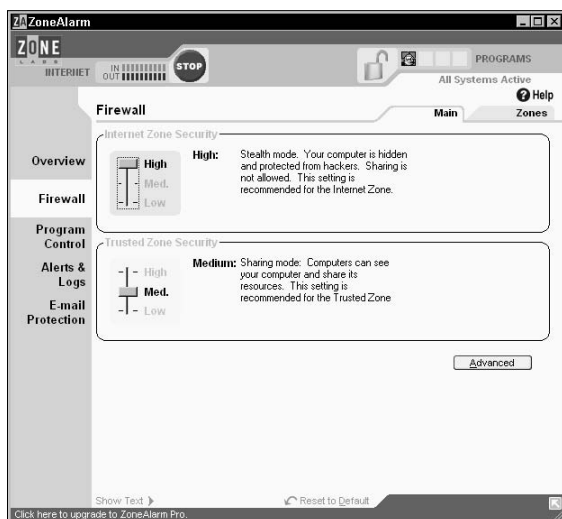 ZA ZoneAlarm
ZONE
LABS
INTERNET
IN
OUT
STOP
PROGRAMS
All Systems Active
? Help
Firewall
Main
Zones
Overview
Firewall
Program
Control
Alerts &
Logs
E-mail
Protection
Internet Zone Security
High
Med.
Low
High: Stealth mode. Your computer is hidden
and protected from hackers. Sharing is
not allowed. This setting is
recommended for the Internet Zone.
Trusted Zone Security
High
Med.
Low
Medium: Sharing mode: Computers can see
your computer and share its
resources. This setting is
recommended for the Trusted Zone
Advanced
Show Text
Reset to Default
Click here to upgrade to ZoneAlarm Pro.